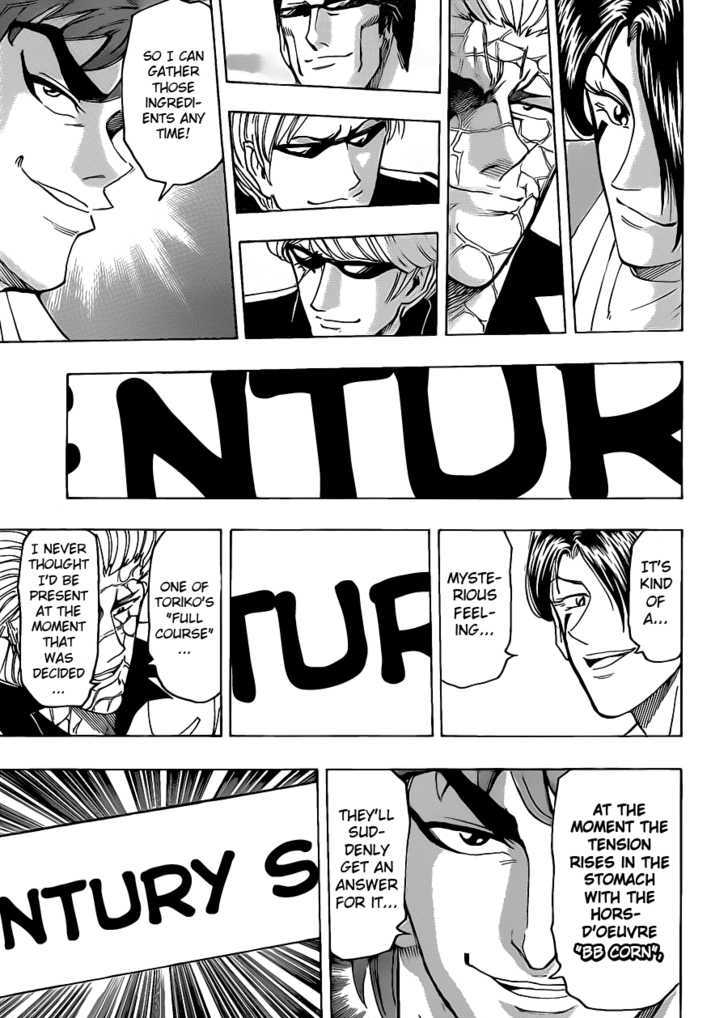 SO I CAN
GATHER
THOSE
INGREDI-
ENTS ANY
TIME!
NTUR
IT'S
KIND
OF
A...
MYSTE-
RIOUS
FEEL-
ING...
TUR
ONE OF
TORIKO'S
"FULL
COURSE"
...
I NEVER
THOUGHT
I'D BE
PRESENT
AT THE
MOMENT
THAT
WAS
DECIDED
...
AT THE
MOMENT THE
TENSION
RISES IN THE
STOMACH
WITH THE
HORS-
D'OEUVRE
"BB CORN",
THEY'LL
SUD-
DENLY
GET AN
ANSWER
FOR IT...
NTURY S